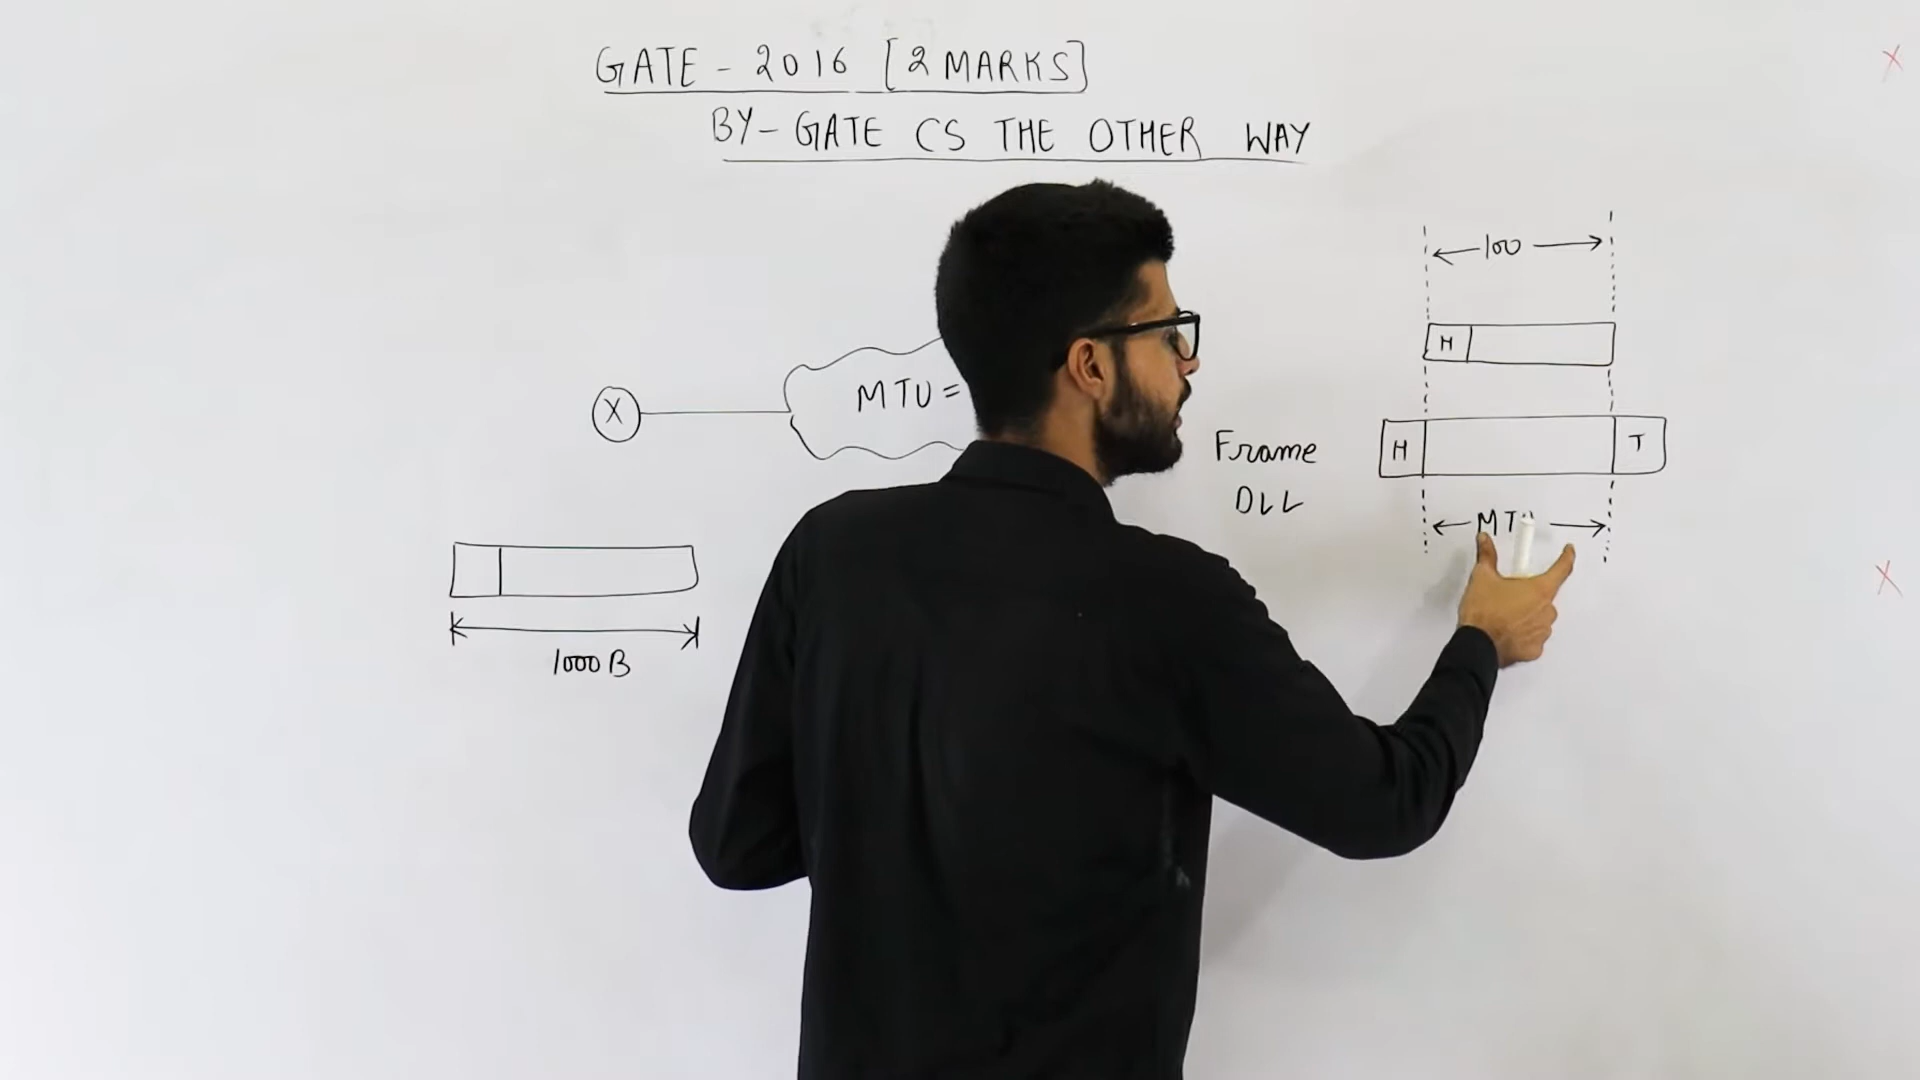 GATE - 2016 [2 MARKS]
BY- GATE CS THE OTHER WAY
100
H
X
MTU =
Frame
DLL
H
T
1000 B
X
X